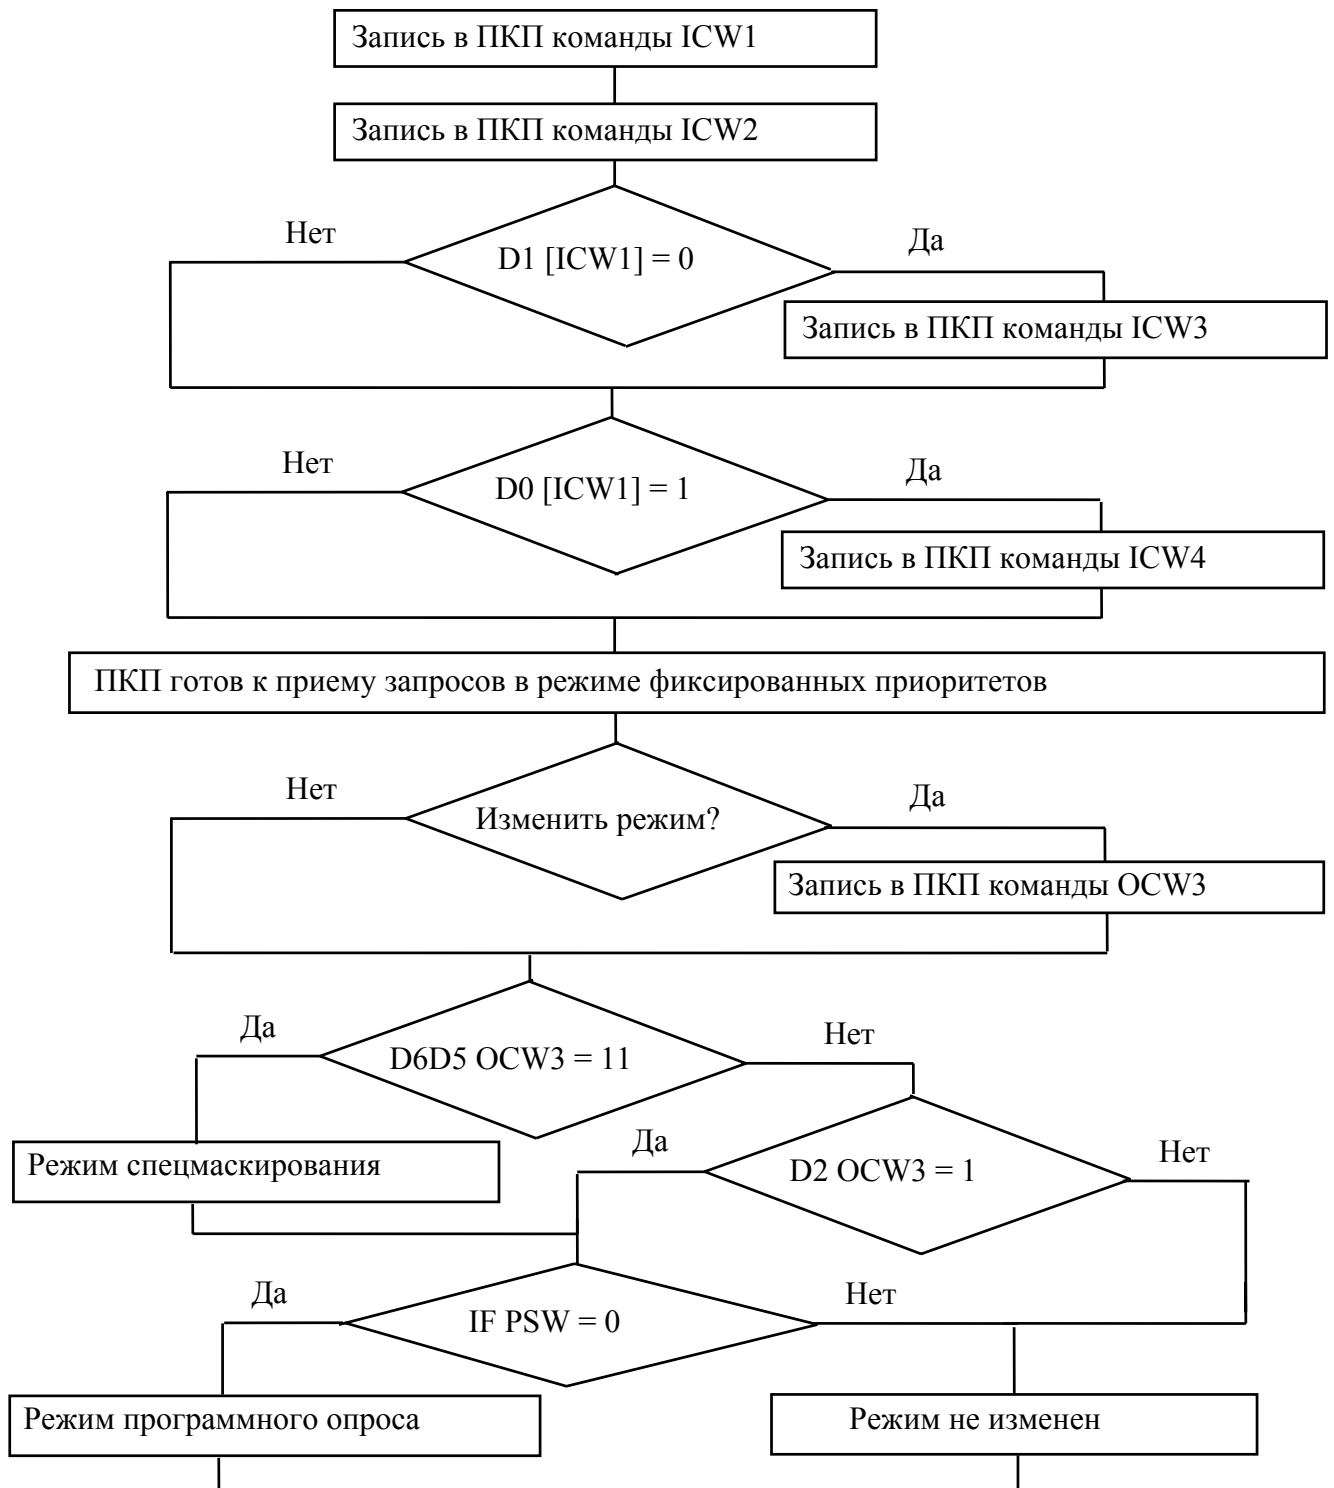 Запись в ПКП команды ICW1
Запись в ПКП команды ICW2
Нет
Да
D1 [ICW1] = 0
Запись в ПКП команды ICW3
Нет
Да
D0 [ICW1] = 1
Запись в ПКП команды ICW4
ПКП готов к приему запросов в режиме фиксированных приоритетов
Нет
Да
Изменить режим?
Запись в ПКП команды OCW3
Да
Нет
D6D5 OCW3 = 11
Да
Нет
Режим спецмаскирования
D2 OCW3 = 1
Да
Нет
IF PSW = 0
Режим программного опроса
Режим не изменен